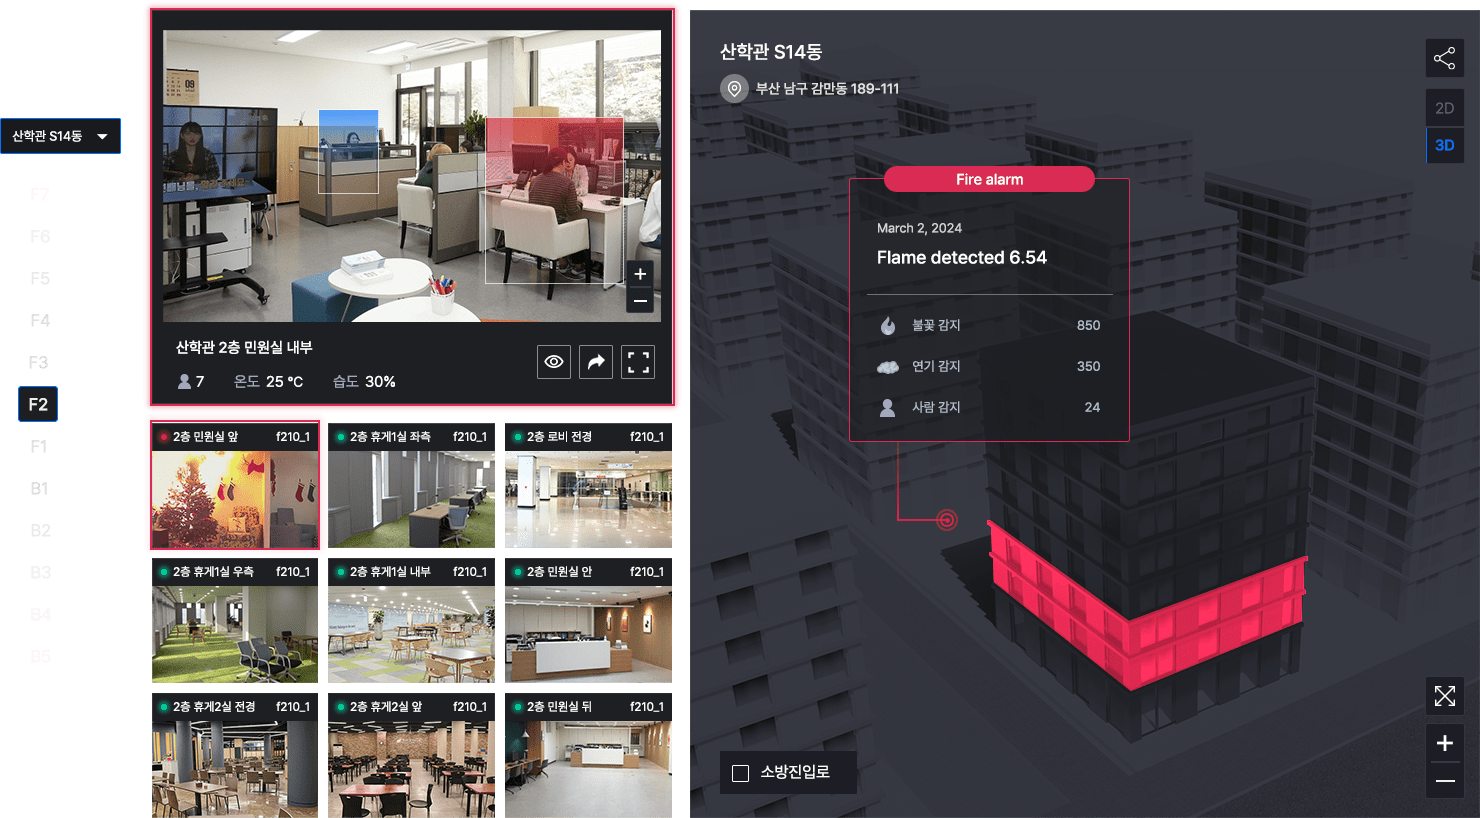 산학관 S14동
F7
F6
F5
F4
F3
F2
F1
B1
B2
B3
B4
B5
09
산학관 2층 민원실 내부
7 온도 25 °C 습도 30%
2층 민원실 앞 f210_1
2층 휴게1실 좌측 f210_1
2층 로비 전경 f210_1
2층 휴게1실 우측 f210_1
2층 휴게1실 내부 f210_1
2층 민원실 안 f210_1
2층 휴게2실 전경 f210_1
2층 휴게2실 앞 f210_1
2층 민원실 뒤 f210_1
산학관 S14동
부산 남구 감만동 189-111
2D
3D
Fire alarm
March 2, 2024
Flame detected 6.54
불꽃 감지 850
연기 감지 350
사람 감지 24
소방진입로